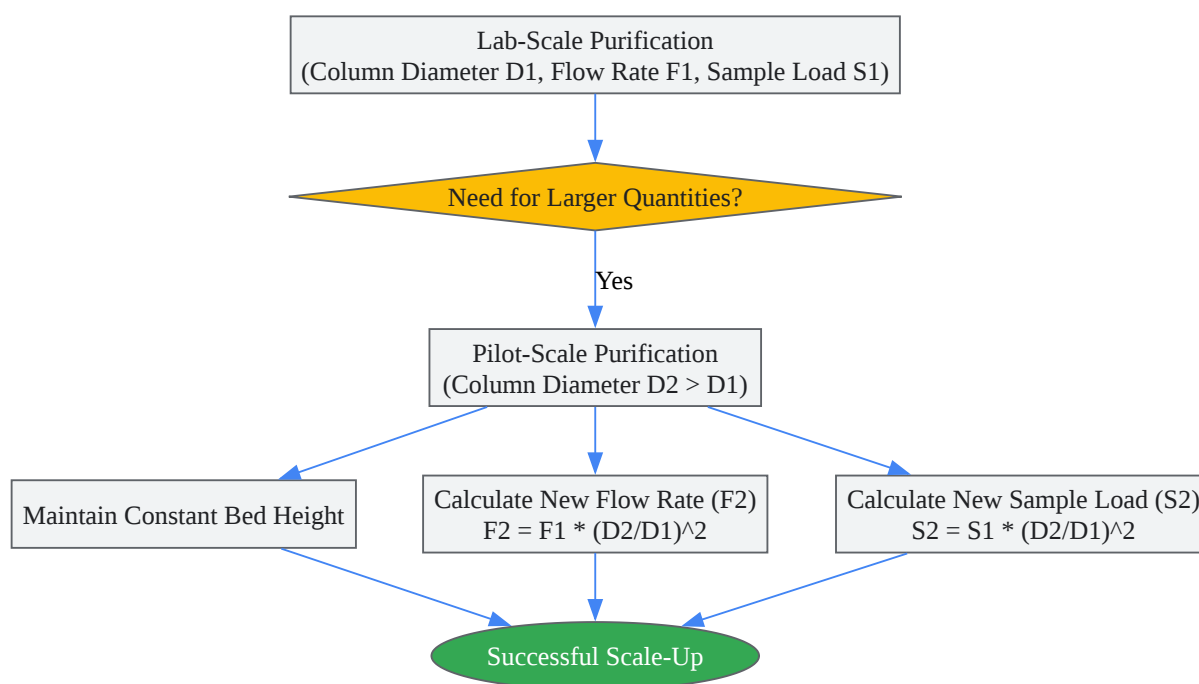 Lab-Scale Purification
(Column Diameter D1, Flow Rate F1, Sample Load S1)
Need for Larger Quantities?
Yes
Pilot-Scale Purification
(Column Diameter D2 > D1)
Maintain Constant Bed Height
Calculate New Flow Rate (F2)
F2 = F1 * (D2/D1)^2
Calculate New Sample Load (S2)
S2 = S1 * (D2/D1)^2
Successful Scale-Up